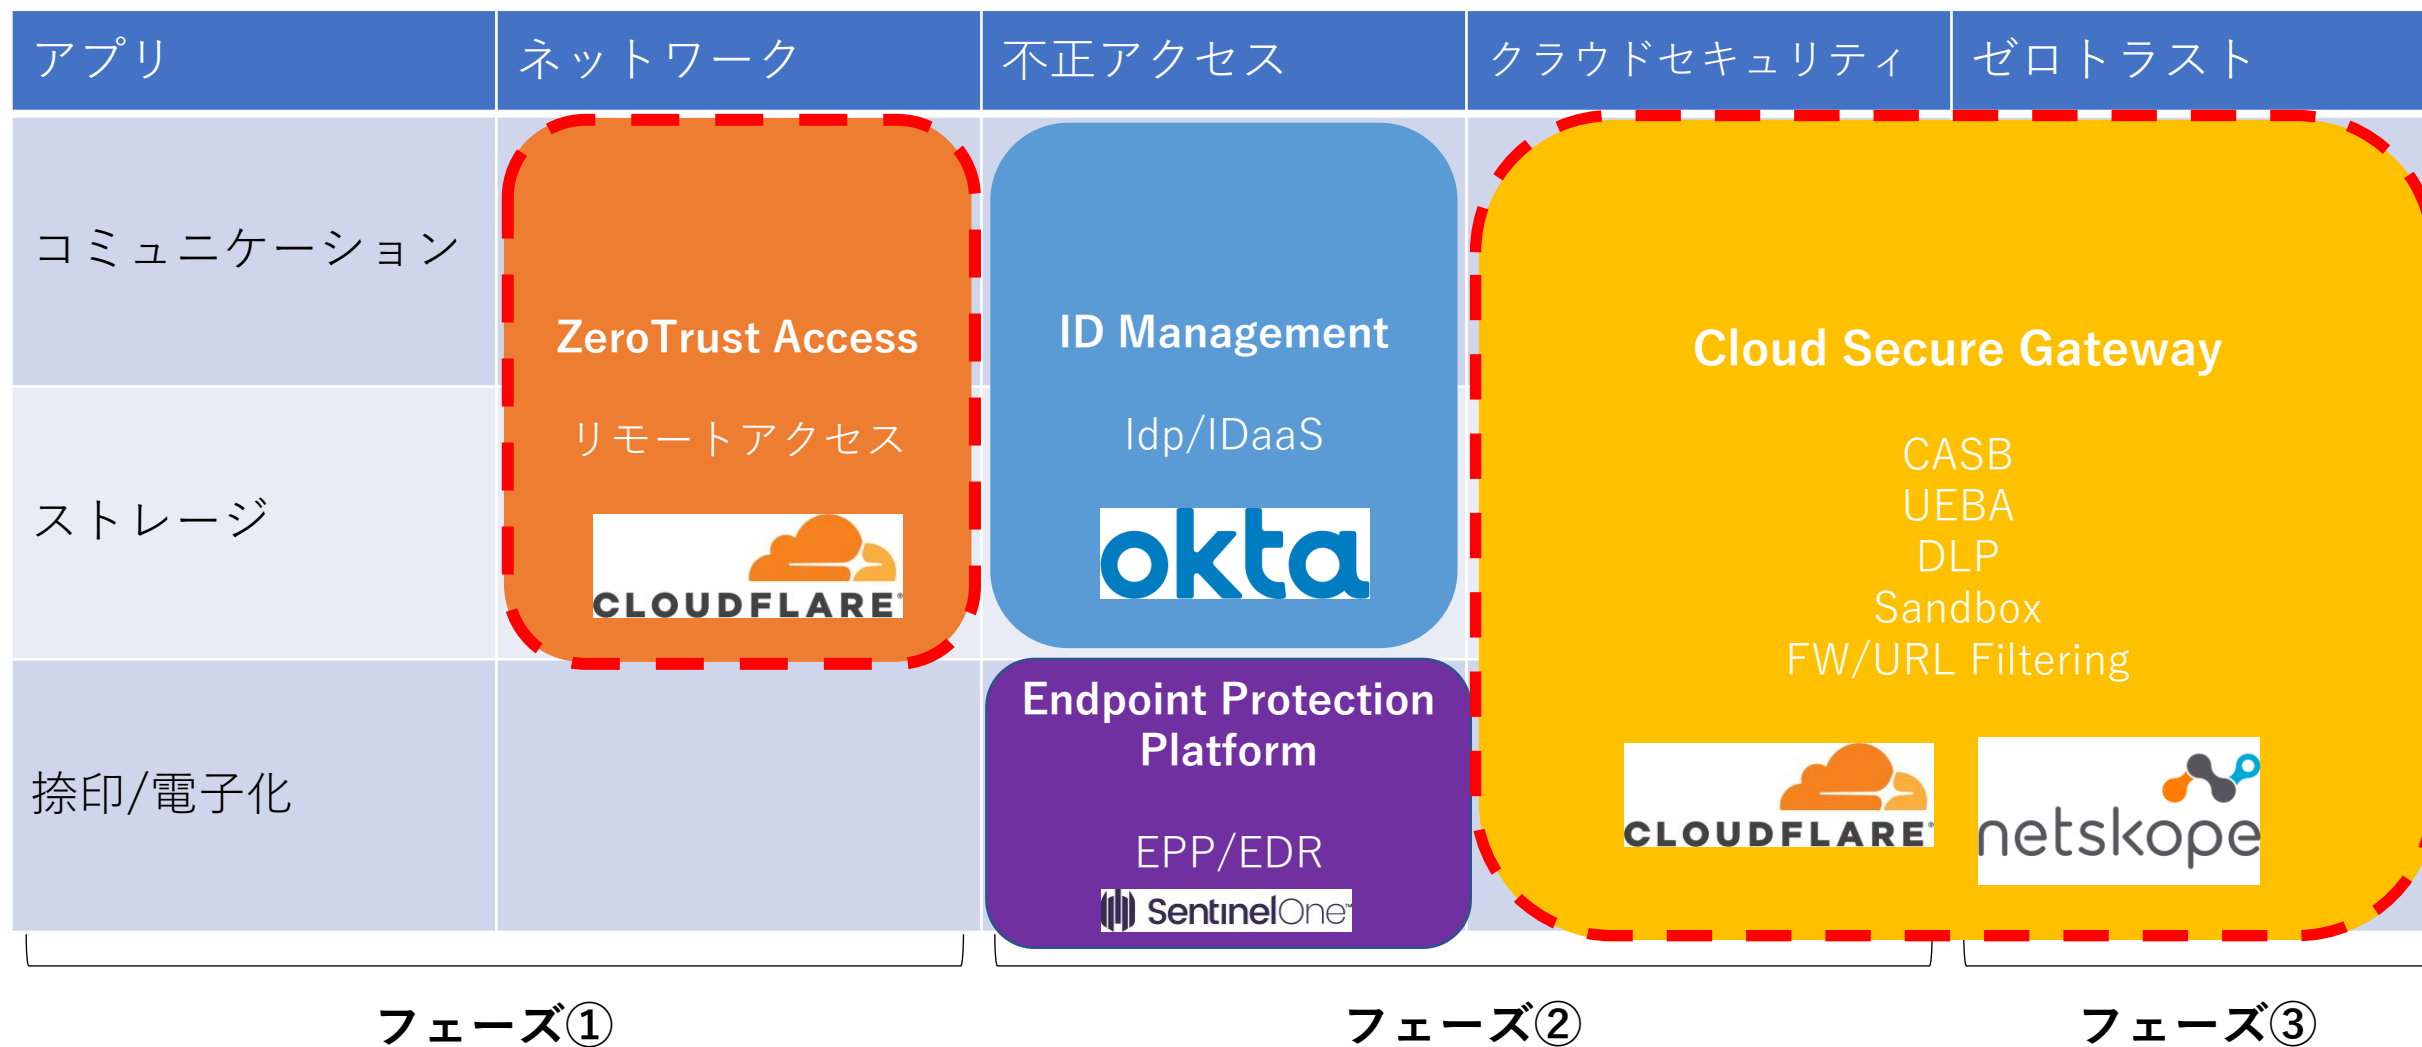 アプリ
ネットワーク
不正アクセス
クラウドセキュリティ
ゼロトラスト
コミュニケーション
ストレージ
捺印/電子化
ZeroTrust Access
リモートアクセス
CLOUDFLARE®
ID Management
Idp/IDaaS
okta
Endpoint Protection
Platform
EPP/EDR
SentinelOne™
Cloud Secure Gateway
CASB
UEBA
DLP
Sandbox
FW/URL Filtering
CLOUDFLARE®
netskope
フェーズ①
フェーズ②
フェーズ③